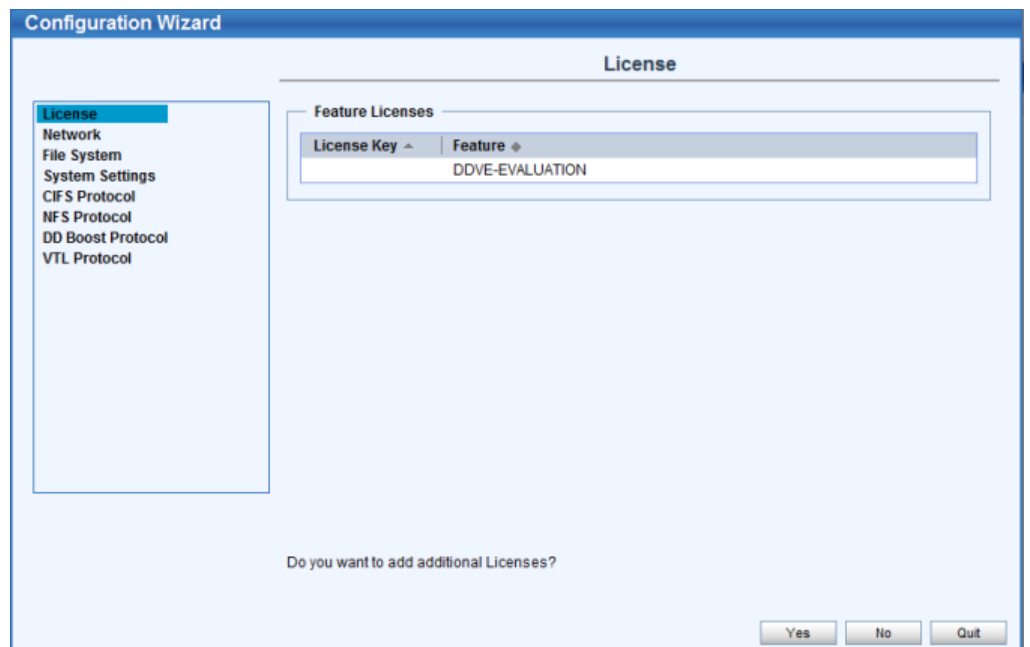 Configuration Wizard
License
License
Network
File System
System Settings
CIFS Protocol
NFS Protocol
DD Boost Protocol
VTL Protocol
Feature Licenses
License Key Feature
DDVE-EVALUATION
Do you want to add additional Licenses?
Yes No Quit